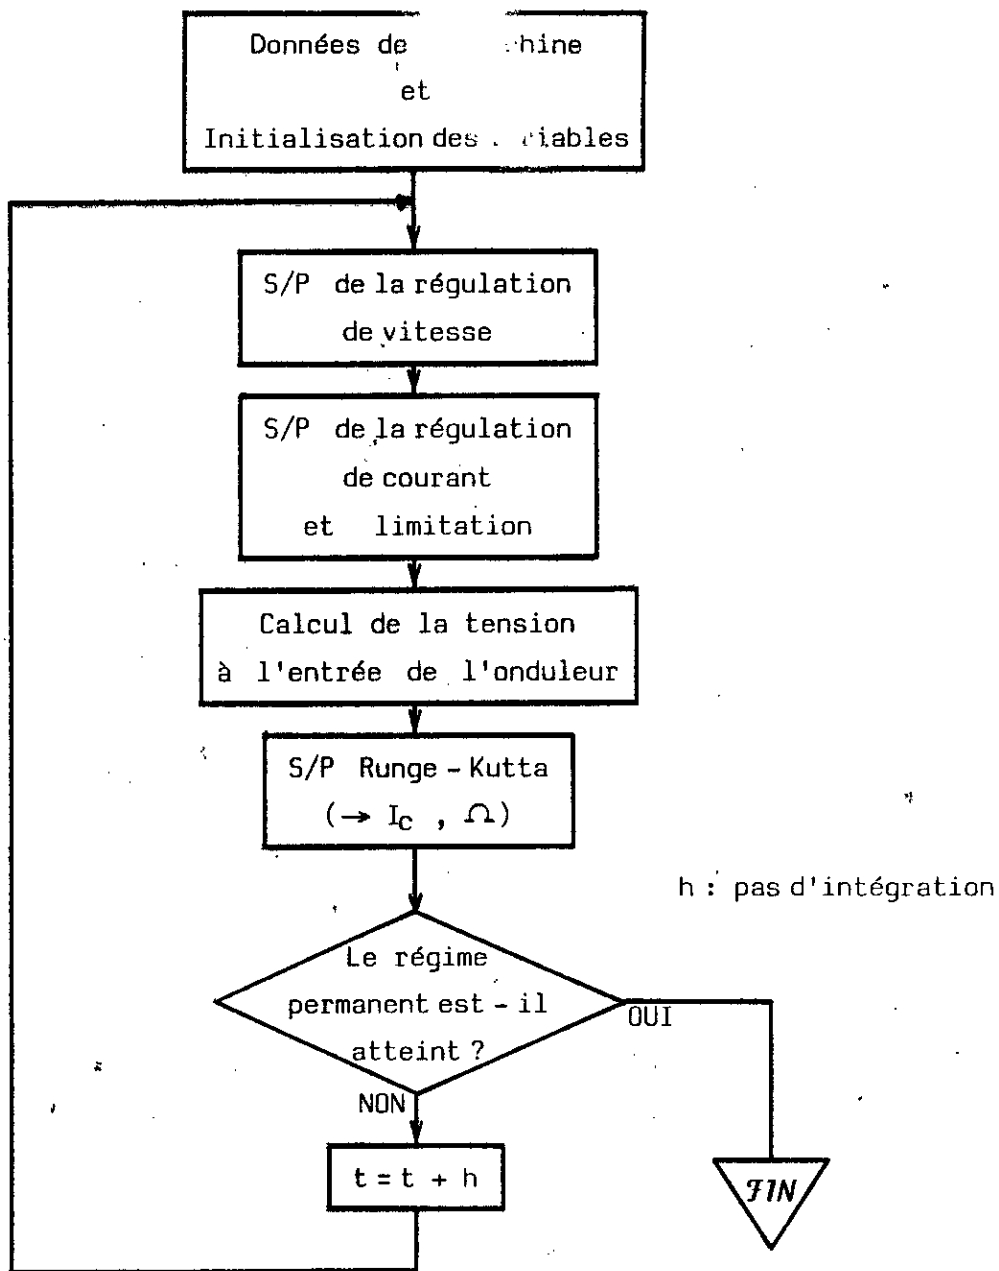 Données de
et
Initialisation des
S/P de la régulation
de vitesse
S/P de la régulation
de courant
et limitation
Calcul de la tension
à l'entrée de l'onduleur
S/P Runge - Kutta
(→ Ic , Ω)
h : pas d'intégration
Le régime
permanent est - il
atteint ?
OUI
NON
t = t + h
FIN